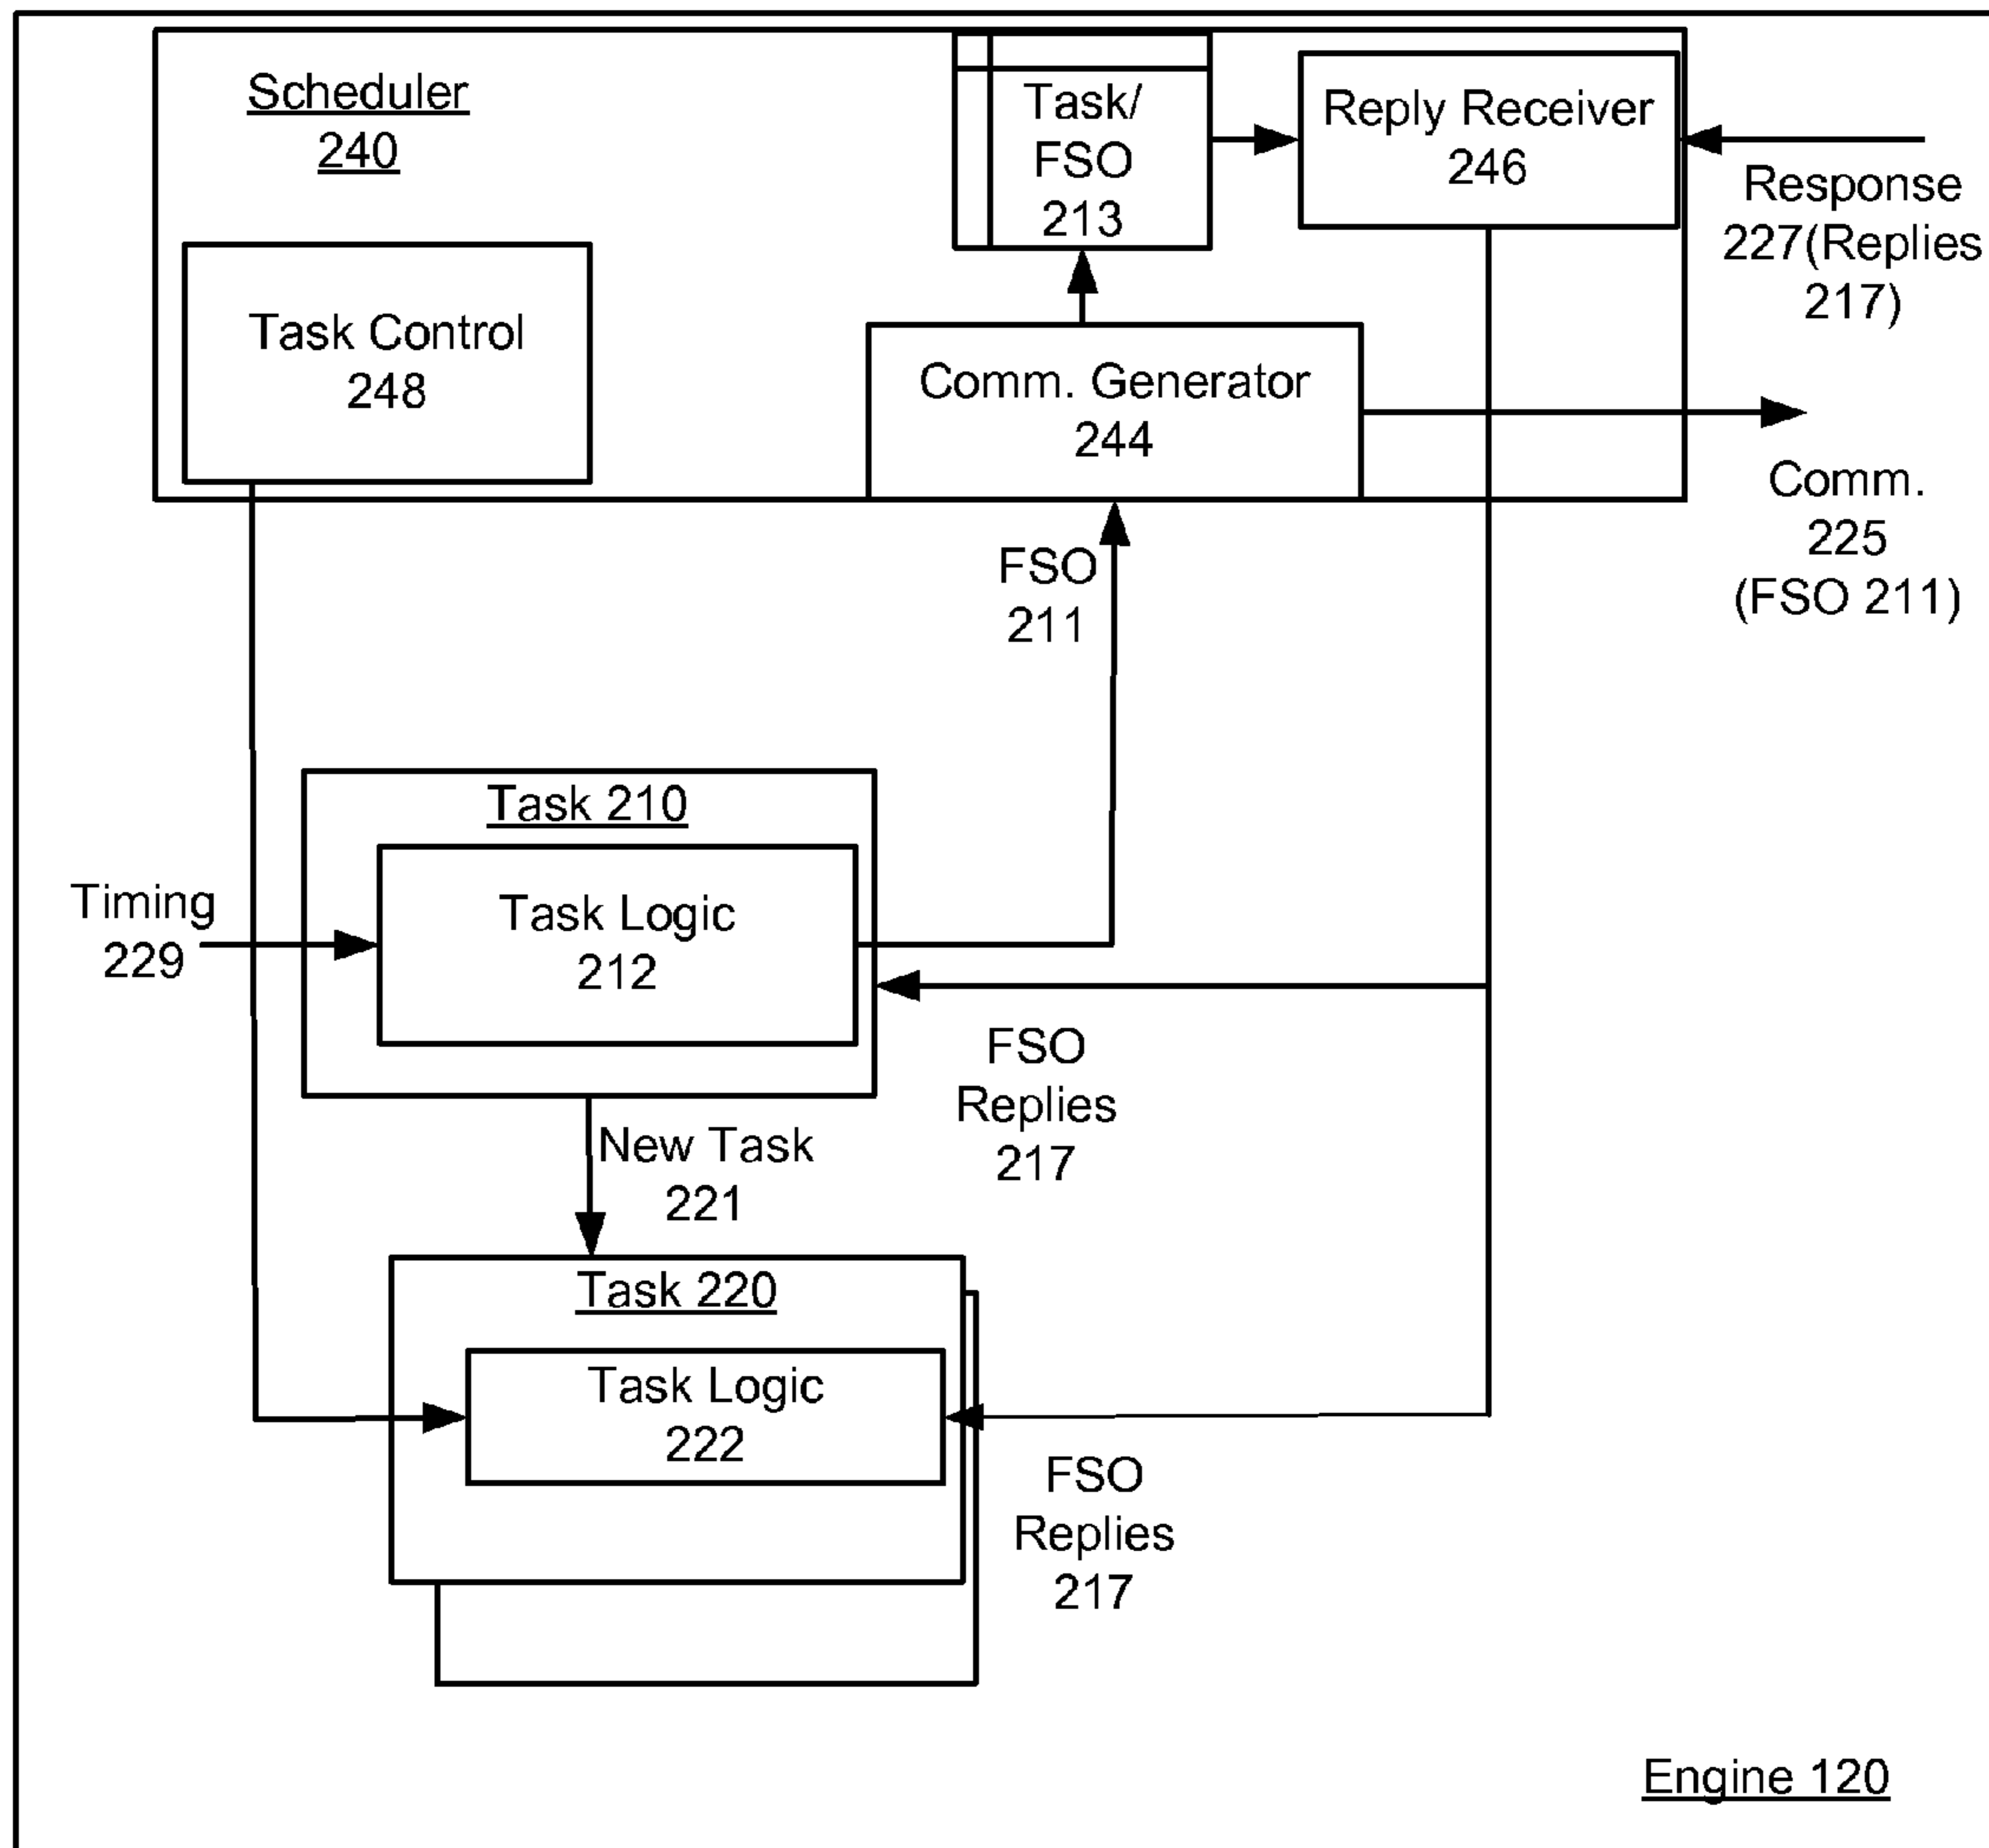 Scheduler
240
Task/
FSO
213
Reply Receiver
246
Response
227(Replies
217)
Task Control
248
Comm. Generator
244
Comm.
225
(FSO 211)
FSO
211
Task 210
Task Logic
212
Timing
229
FSO
Replies
217
New Task
221
Task 220
Task Logic
222
FSO
Replies
217
Engine 120